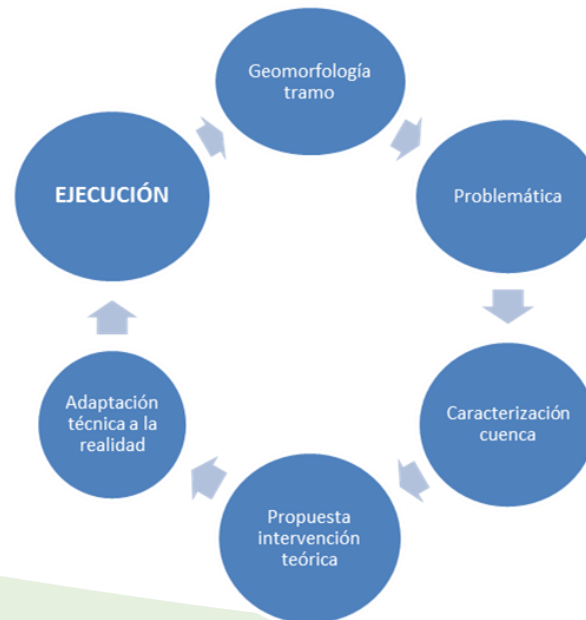 Geomorfología
tramo
Problemática
Caracterización
cuenca
Propuesta
intervención
teórica
Adaptación
técnica a la
realidad
EJECUCIÓN